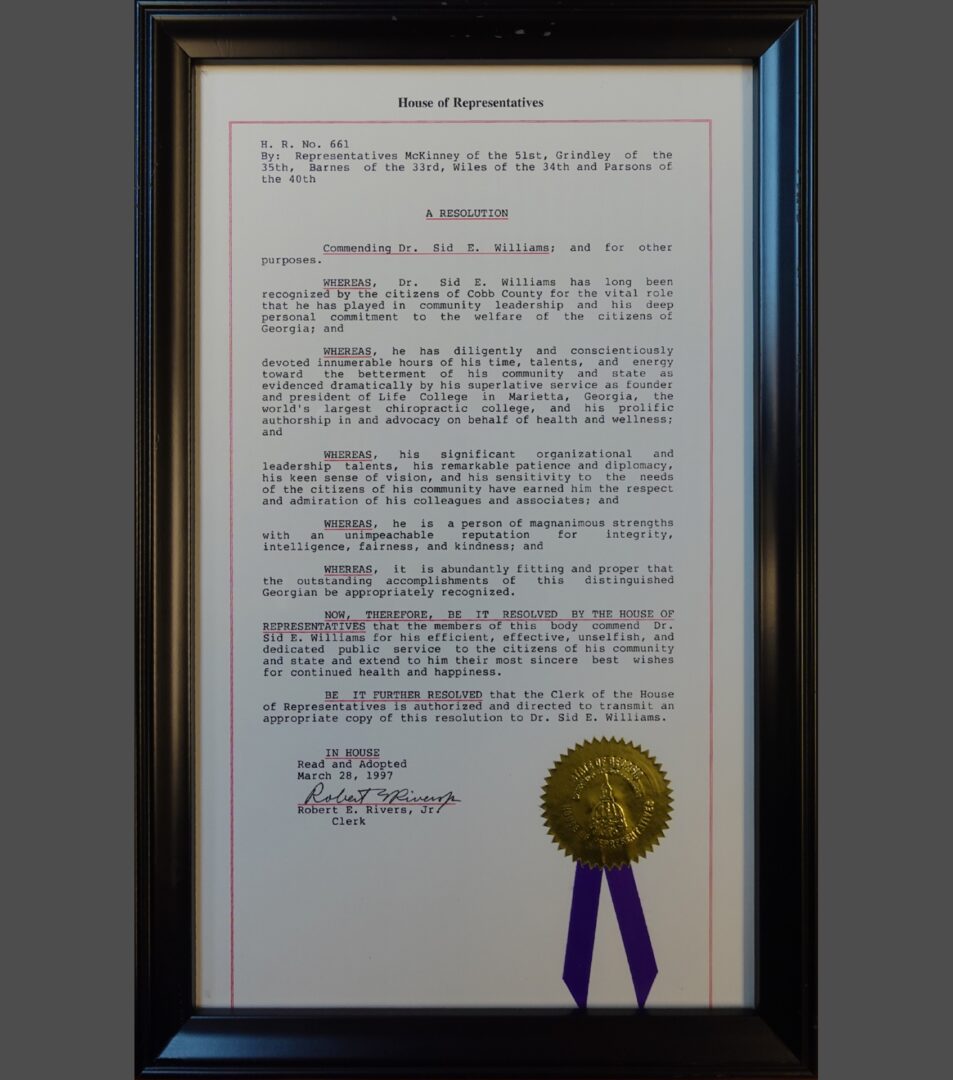 House of Representatives
H. R. No. 661
By: Representatives McKinney of the 51st, Grindley of the
35th, Barnes of the 33rd, Wiles of the 34th and Parsons of
the 40th
A RESOLUTION
Commending Dr. Sid E. Williams; and for other
purposes.
WHEREAS, Dr. Sid E. Williams has long been
recognized by the citizens of Cobb County for the vital role
that he has played in community leadership and his deep
personal commitment to the welfare of the citizens of
Georgia; and
WHEREAS, he has diligently and conscientiously
devoted innumerable hours of his time, talents, and energy
toward the betterment of his community and state as
evidenced dramatically by his superlative service as founder
and president of Life College in Marietta, Georgia, the
world's largest chiropractic college, and his prolific
authorship in and advocacy on behalf of health and wellness;
and
WHEREAS, his significant organizational and
leadership talents, his remarkable patience and diplomacy,
his keen sense of vision, and his sensitivity to the needs
of the citizens of his community have earned him the respect
and admiration of his colleagues and associates; and
WHEREAS, he is a person of magnanimous strengths
with an unimpeachable reputation for integrity,
intelligence, fairness, and kindness; and
WHEREAS, it is abundantly fitting and proper that
the outstanding accomplishments of this distinguished
Georgian be appropriately recognized.
NOW, THEREFORE, BE IT RESOLVED BY THE HOUSE OF
REPRESENTATIVES that the members of this body commend Dr.
Sid E. Williams for his efficient, effective, unselfish, and
dedicated public service to the citizens of his community
and state and extend to him their most sincere best wishes
for continued health and happiness.
BE IT FURTHER RESOLVED that the Clerk of the House
of Representatives is authorized and directed to transmit an
appropriate copy of this resolution to Dr. Sid E. Williams.
IN HOUSE
Read and Adopted
March 28, 1997
Robert E. Rivers, Jr.
Clerk
STATE OF GEORGIA
HOUSE OF REPRESENTATIVES